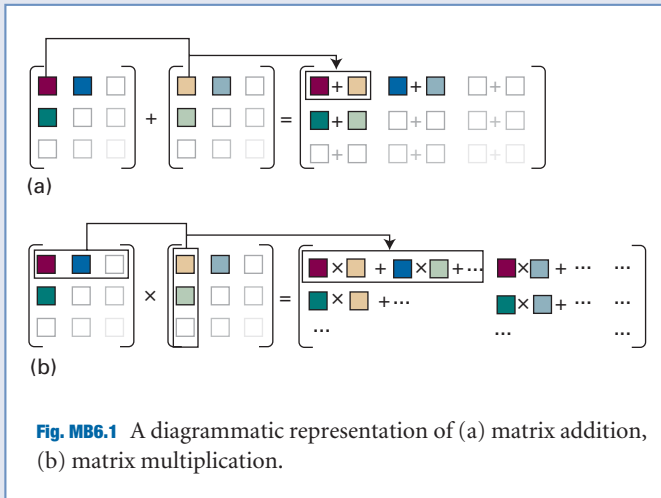 + = + + +
+ + +
+ + +
(a)
× = × + × +... × + ... ...
× +... × + ... ...
... ... ...
(b)
Fig. MB6.1 A diagrammatic representation of (a) matrix addition,
(b) matrix multiplication.